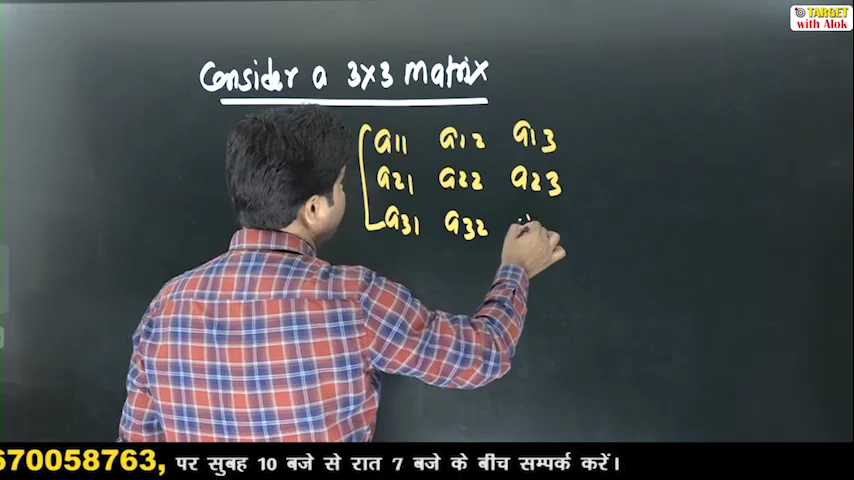 TARGET
with Alok
Consider a 3x3 Matrix
a11 a12 a13
a21 a22 a23
a31 a32
670058763, पर सुबह 10 बजे से रात 7 बजे के बीच सम्पर्क करें।